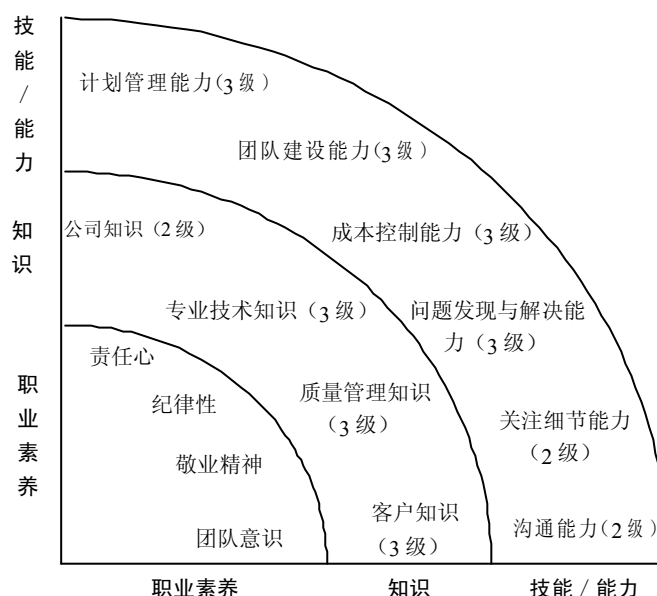 技能/能力
知识
职业素养
计划管理能力(3级)
团队建设能力(3级)
成本控制能力（3级）
问题发现与解决能
力（3级）
关注细节能力
（2级）
沟通能力(2级)
公司知识（2级）
专业技术知识（3级）
质量管理知识
（3级）
客户知识
（3级）
责任心
纪律性
敬业精神
团队意识
职业素养
知识
技能/能力